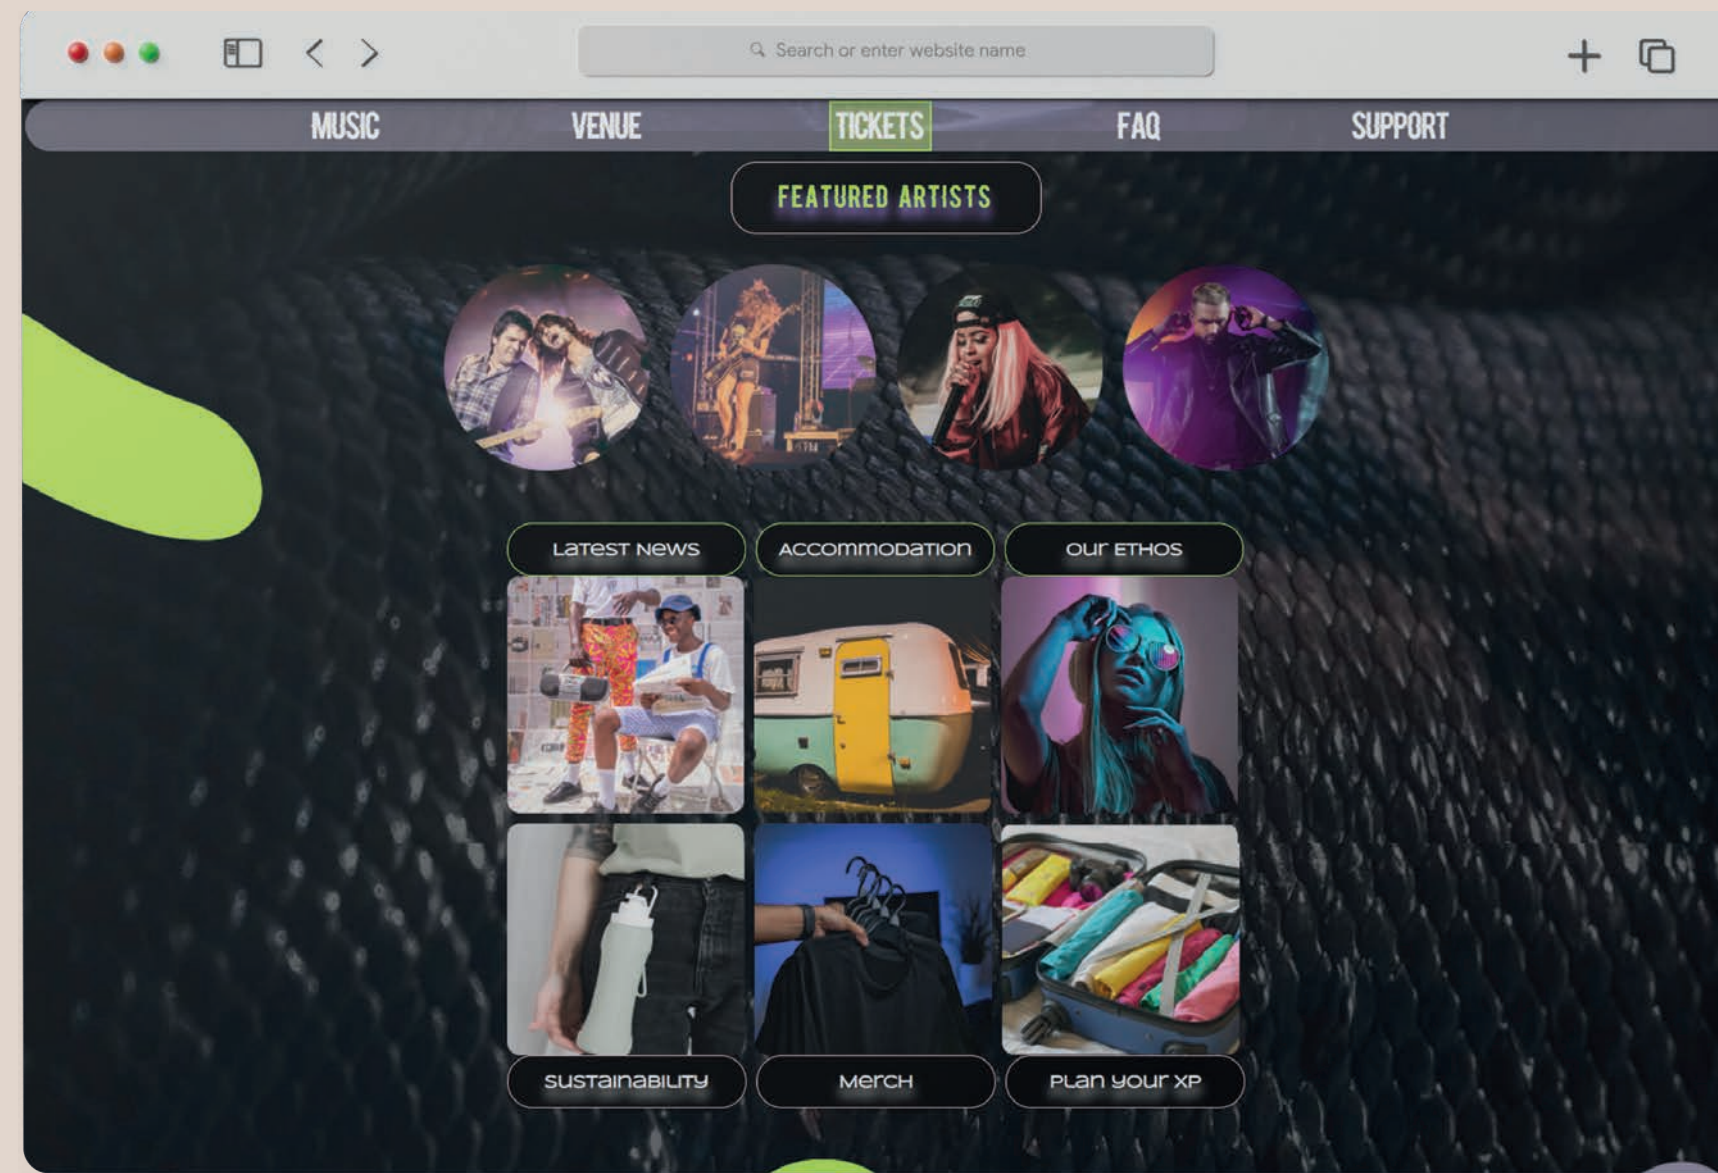 Search or enter website name
MUSIC VENUE TICKETS FAQ SUPPORT
FEATURED ARTISTS
Latest News Accommodation Our Ethos
Sustainability Merch Plan your XP